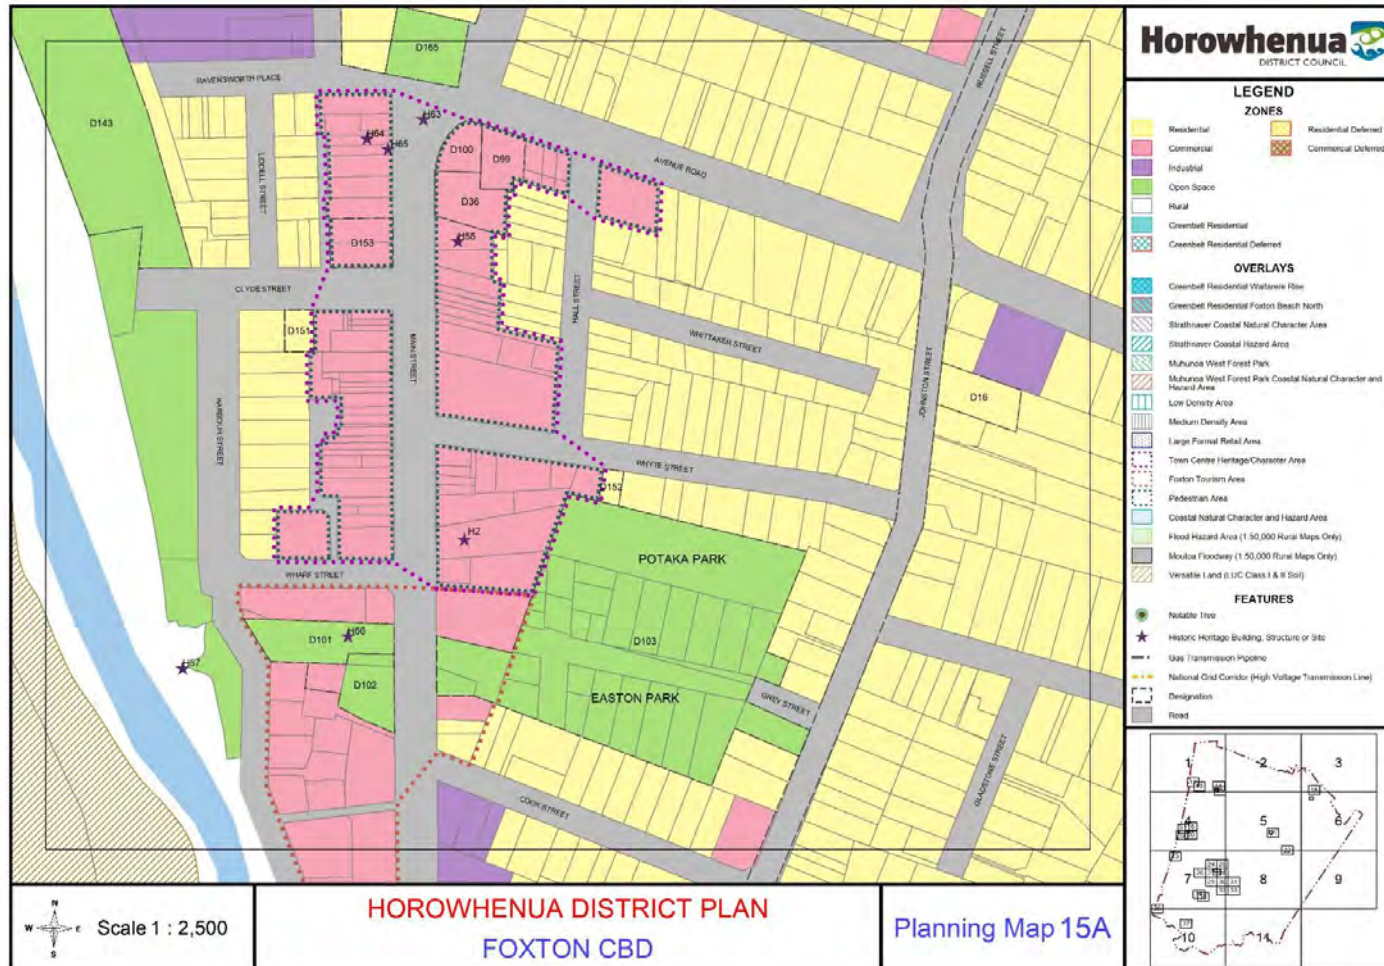 D165
RAVENSWORTH PLACE
RUSSELL STREET
D143
H63
H64
H65
D100
D99
AVENUE ROAD
D36
D153
CLYDE STREET
HALL STREET
D151
MAIN STREET
WHITTAKER STREET
JOHNSTON STREET
D16
HARBOUR STREET
WHYTE STREET
D152
H2
POTAKA PARK
WHARF STREET
D101
H66
D103
H67
D102
EASTON PARK
GREY STREET
GLADSTONE STREET
COOK STREET
Horowhenua
DISTRICT COUNCIL
LEGEND
ZONES
Residential
Residential Deferred
Commercial
Commercial Deferred
Industrial
Open Space
Rural
Greenbelt Residential
Greenbelt Residential Deferred
OVERLAYS
Greenbelt Residential Waitarere Rise
Greenbelt Residential Foxton Beach North
Strathnaver Coastal Natural Character Area
Strathnaver Coastal Hazard Area
Muhunoa West Forest Park
Muhunoa West Forest Park Coastal Natural Character and
Hazard Area
Low Density Area
Medium Density Area
Large Format Retail Area
Town Centre Heritage/Character Area
Foxton Tourism Area
Pedestrian Area
Coastal Natural Character and Hazard Area
Flood Hazard Area (1:50,000 Rural Maps Only)
Moutoa Floodway (1:50,000 Rural Maps Only)
Versatile Land (LUC Class I & II Soil)
FEATURES
Notable Tree
Historic Heritage Building, Structure or Site
Gas Transmission Pipeline
National Grid Corridor (High Voltage Transmission Line)
Designation
Road
1 2 3
4 5 6
7 8 9
10 11
N
W E
S
Scale 1 : 2,500
HOROWHENUA DISTRICT PLAN
FOXTON CBD
Planning Map 15A